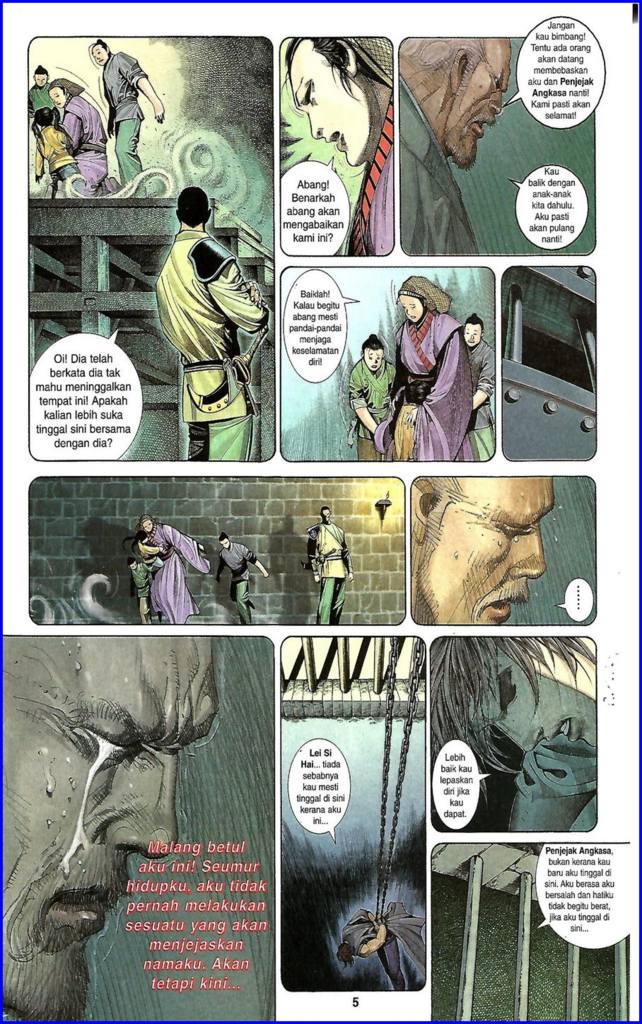 Oi! Dia telah
berkata dia tak
mahu meninggalkan
tempat ini! Apakah
kalian lebih suka
tinggal sini bersama
dengan dia?
Abang!
Benarkah
abang akan
mengabaikan
kami ini?
Jangan
kau bimbang!
Tentu ada orang
akan datang
membebaskan
aku dan Penjejak
Angkasa nanti!
Kami pasti akan
selamat!
Kau
balik dengan
anak-anak
kita dahulu.
Aku pasti
akan pulang
nanti!
Baiklah!
Kalau begitu
abang mesti
pandai-pandai
menjaga
keselamatan
diri!
......
Malang betul
aku ini! Seumur
hidupku, aku tidak
pernah melakukan
sesuatu yang akan
menjejaskan
namaku. Akan
tetapi kini...
Lei Si
Hai... tiada
sebabnya
kau mesti
tinggal di sini
kerana aku
ini...
Lebih
baik kau
lepaskan
diri jika
kau
dapat.
Penjejak Angkasa,
bukan kerana kau
baru aku tinggal di
sini. Aku berasa aku
bersalah dan hatiku
tidak begitu berat,
jika aku tinggal di
sini...
5